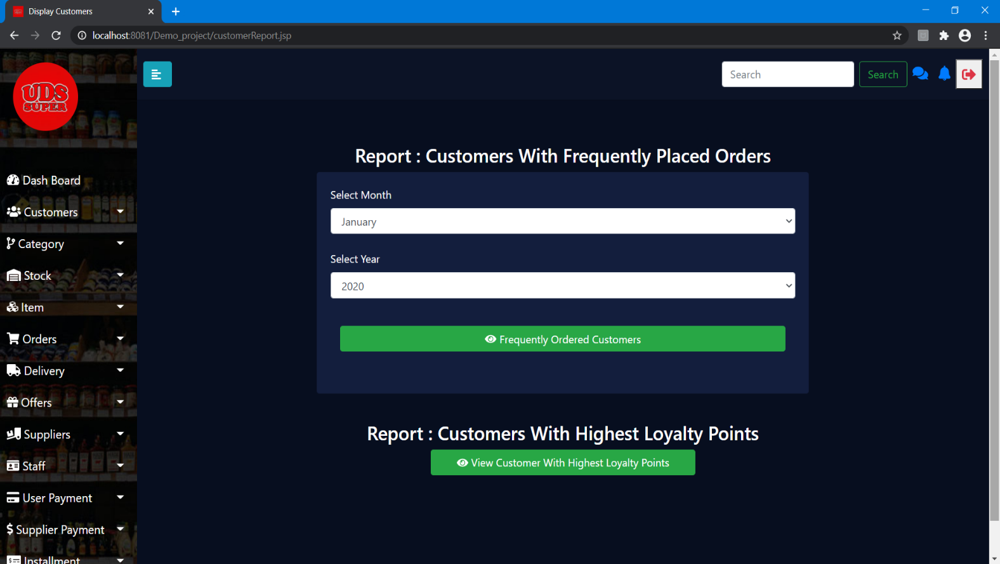 Display Customers
localhost:8081/Demo_project/customerReport.jsp
UDS
SUPER
Search
Search
Dash Board
Customers
Category
Stock
Item
Orders
Delivery
Offers
Suppliers
Staff
User Payment
Supplier Payment
Installment
Report : Customers With Frequently Placed Orders
Select Month
January
Select Year
2020
Frequently Ordered Customers
Report : Customers With Highest Loyalty Points
View Customer With Highest Loyalty Points